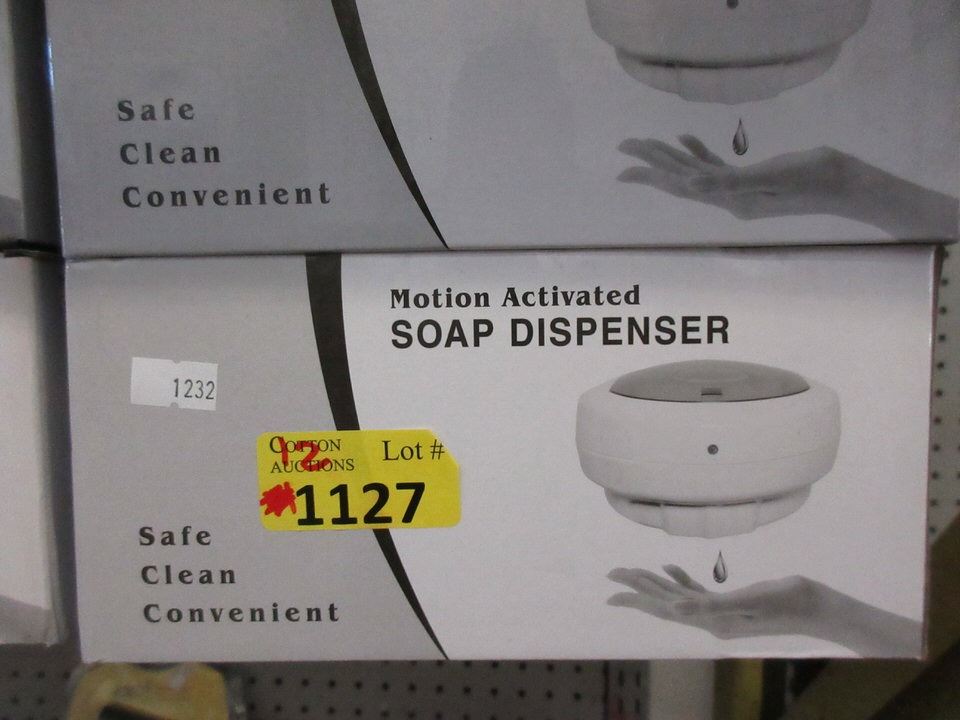 Safe
Clean
Convenient
Motion Activated
SOAP DISPENSER
1232
COTTON
AUCTIONS
Lot #
12
1127
Safe
Clean
Convenient